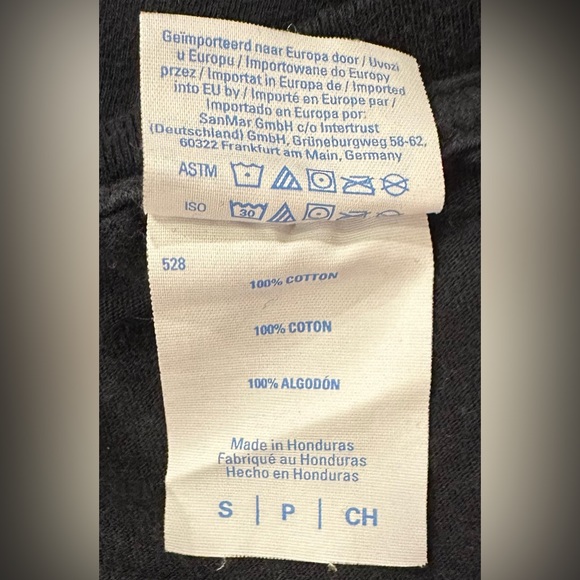 Geïmporteerd naar Europa door / Uvozi
u Europu / Importowane do Europy
przez / Importat in Europa de / Imported
into EU by / Importé en Europe par /
Importado en Europa por:
SanMar GmbH c/o Intertrust
(Deutschland) GmbH, Grüneburgweg 58-62,
60322 Frankfurt am Main, Germany
ASTM
ISO 30
528
100% COTTON
100% COTON
100% ALGODÓN
Made in Honduras
Fabriqué au Honduras
Hecho en Honduras
S | P | CH